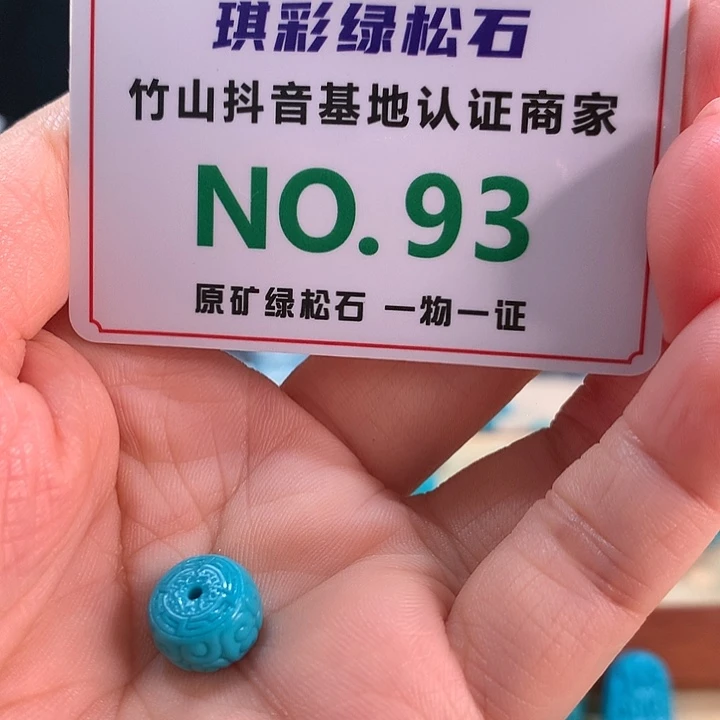 琪彩绿松石
竹山抖音基地认证商家
NO.93
原矿绿松石 一物一证